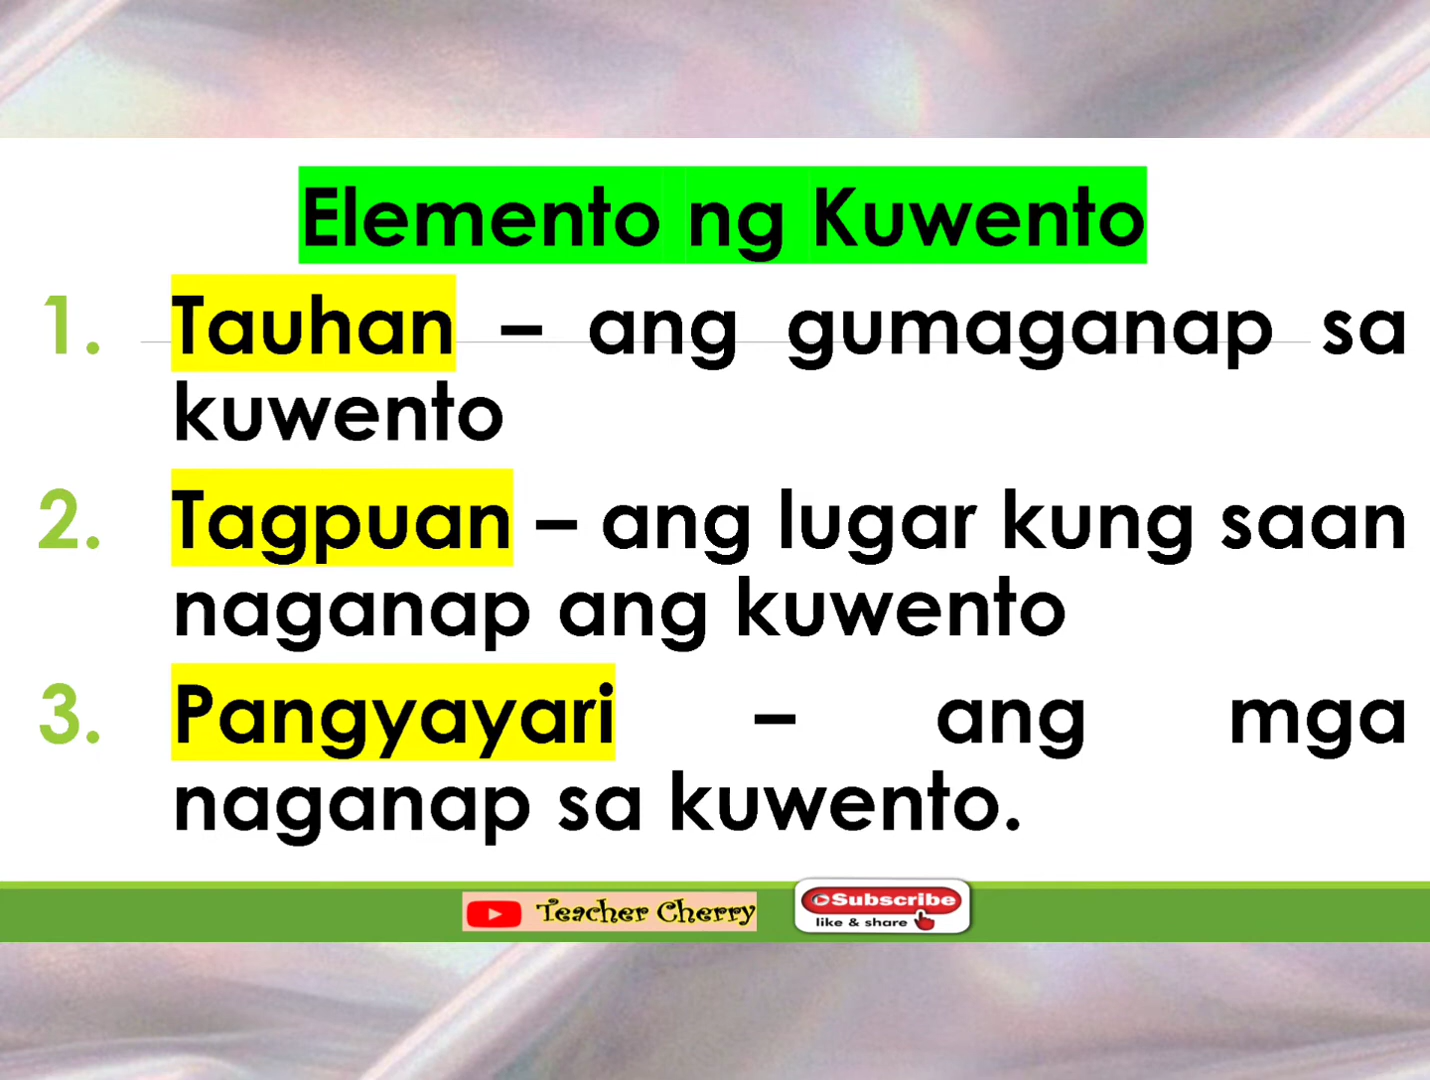 Elemento ng Kuwento
1. Tauhan – ang gumaganap sa
kuwento
2. Tagpuan – ang lugar kung saan
naganap ang kuwento
3. Pangyayari – ang mga
naganap sa kuwento.
Teacher Cherry
Subscribe
like & share